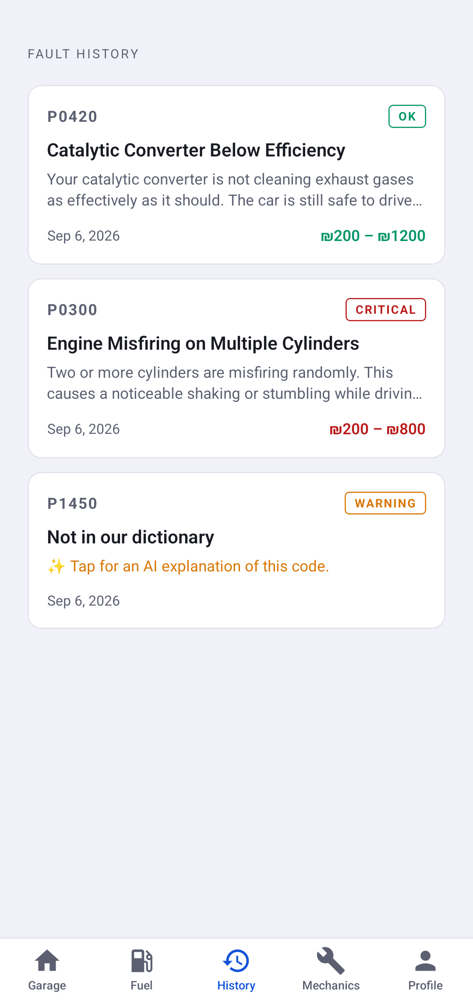 FAULT HISTORY
P0420
OK
Catalytic Converter Below Efficiency
Your catalytic converter is not cleaning exhaust gases
as effectively as it should. The car is still safe to drive…
Sep 6, 2026
₪200 – ₪1200
P0300
CRITICAL
Engine Misfiring on Multiple Cylinders
Two or more cylinders are misfiring randomly. This
causes a noticeable shaking or stumbling while drivin…
Sep 6, 2026
₪200 – ₪800
P1450
WARNING
Not in our dictionary
✨ Tap for an AI explanation of this code.
Sep 6, 2026
Garage
Fuel
History
Mechanics
Profile